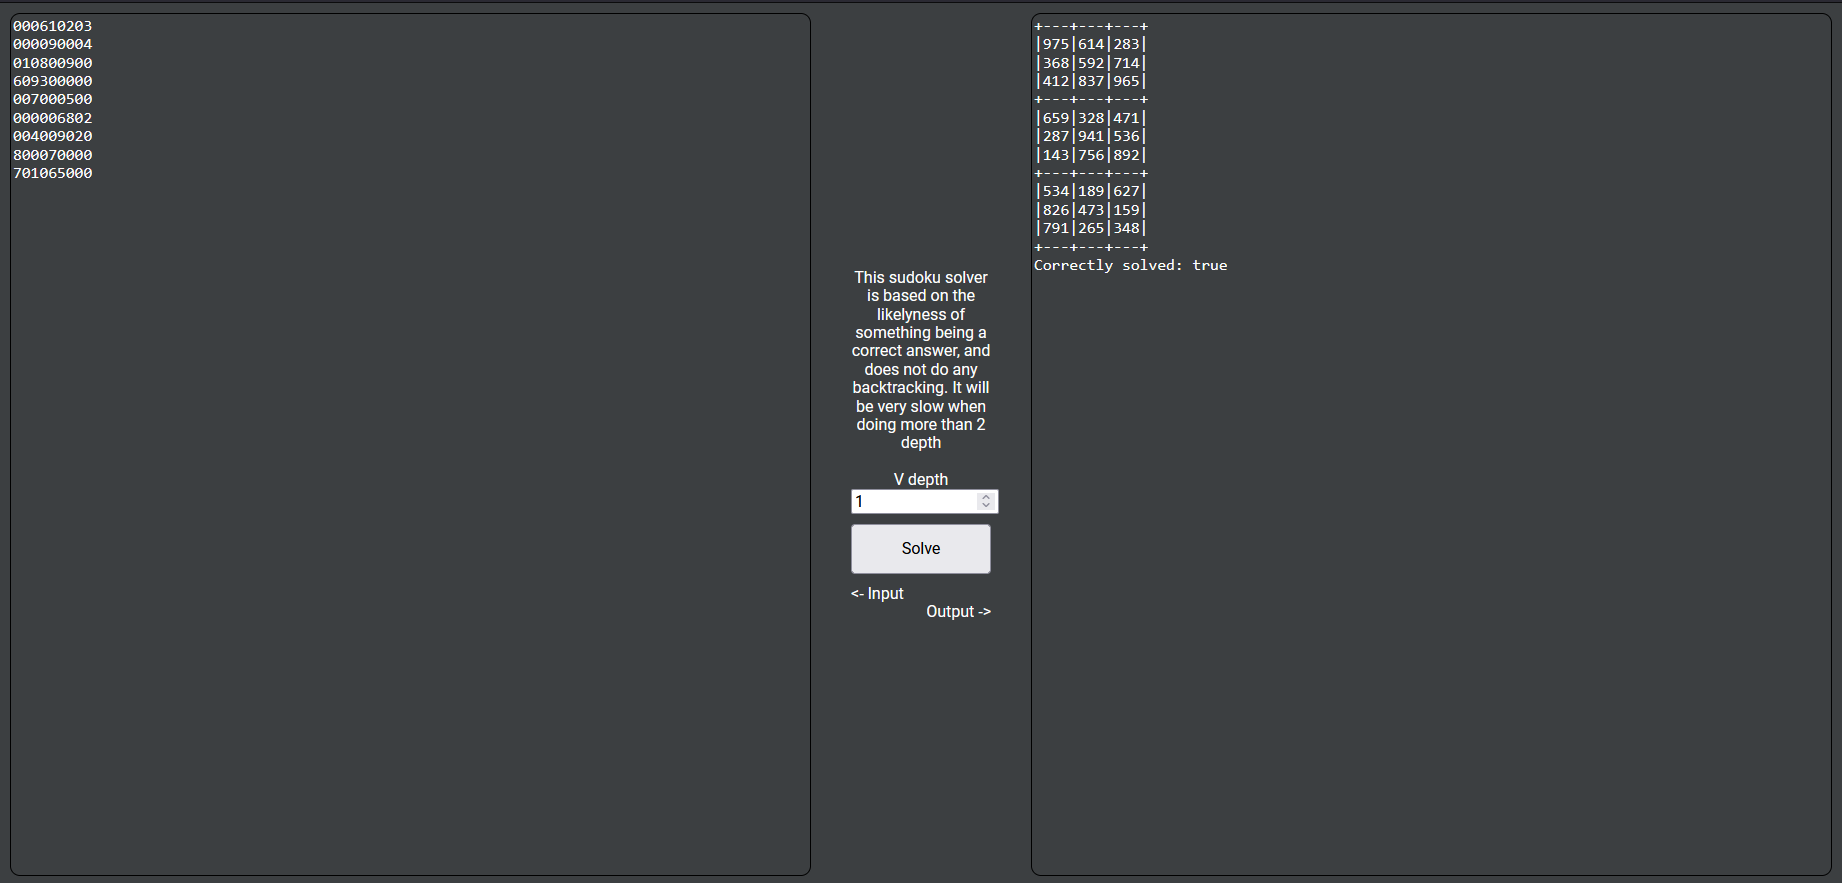 000610203
000090004
010800900
609300000
007000500
000006802
004009020
800070000
701065000
This sudoku solver
is based on the
likelyness of
something being a
correct answer, and
does not do any
backtracking. It will
be very slow when
doing more than 2
depth
V depth
1
Solve
<- Input
Output ->
+---+---+---+
|975|614|283|
|368|592|714|
|412|837|965|
+---+---+---+
|659|328|471|
|287|941|536|
|143|756|892|
+---+---+---+
|534|189|627|
|826|473|159|
|791|265|348|
+---+---+---+
Correctly solved: true